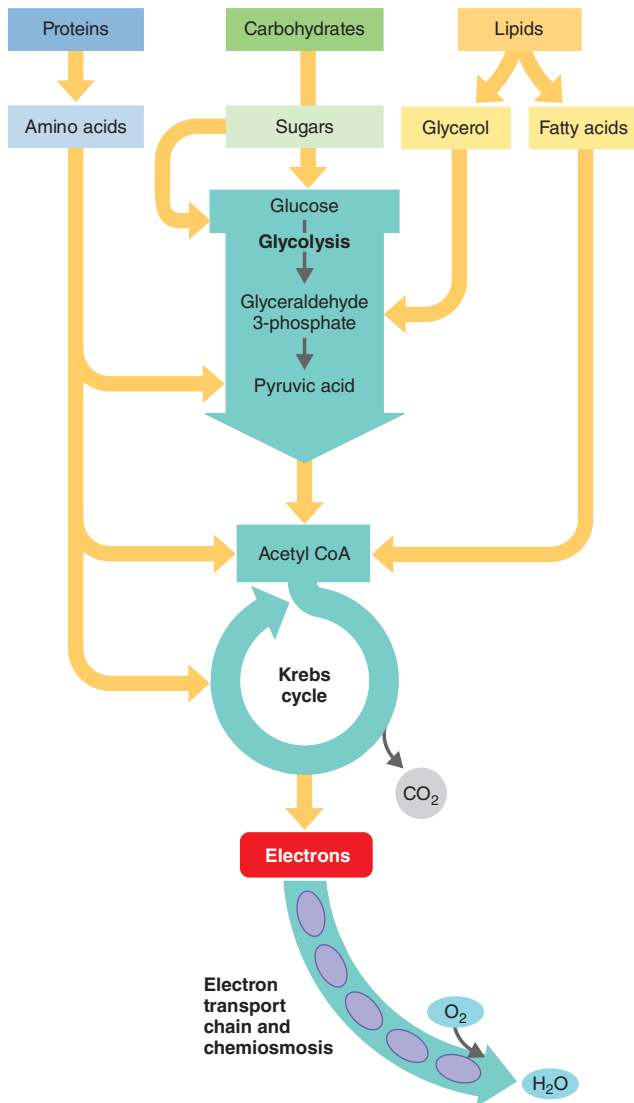 Proteins
Carbohydrates
Lipids
Amino acids
Sugars
Glycerol
Fatty acids
Glucose
Glycolysis
Glyceraldehyde
3-phosphate
Pyruvic acid
Acetyl CoA
Krebs
cycle
CO₂
Electrons
Electron
transport
chain and
chemiosmosis
O₂
H₂O